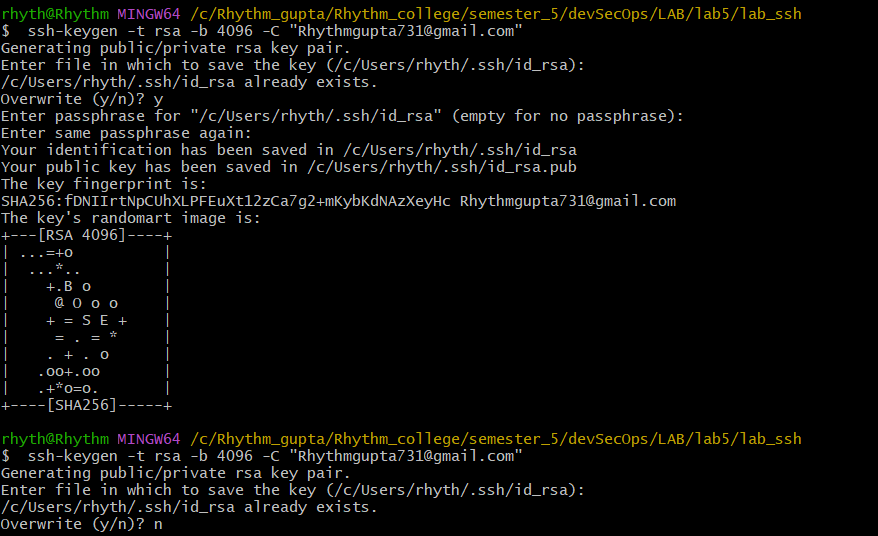 rhyth@Rhythm MINGW64 /c/Rhythm_gupta/Rhythm_college/semester_5/devSecOps/LAB/lab5/lab_ssh
$  ssh-keygen -t rsa -b 4096 -C "Rhythmgupta731@gmail.com"
Generating public/private rsa key pair.
Enter file in which to save the key (/c/Users/rhyth/.ssh/id_rsa):
/c/Users/rhyth/.ssh/id_rsa already exists.
Overwrite (y/n)? y
Enter passphrase for "/c/Users/rhyth/.ssh/id_rsa" (empty for no passphrase):
Enter same passphrase again:
Your identification has been saved in /c/Users/rhyth/.ssh/id_rsa
Your public key has been saved in /c/Users/rhyth/.ssh/id_rsa.pub
The key fingerprint is:
SHA256:fDNIIrtNpCUhXLPFEuXt12zCa7g2+mKybKdNAzXeyHc Rhythmgupta731@gmail.com
The key's randomart image is:
+---[RSA 4096]----+
| ...=+o          |
|  ...*..         |
|    +.B o        |
|     @ O o o     |
|    + = S E +    |
|     = . = *     |
|    . + . o      |
|   .oo+.oo       |
|   .+*o=o.       |
+----[SHA256]-----+
rhyth@Rhythm MINGW64 /c/Rhythm_gupta/Rhythm_college/semester_5/devSecOps/LAB/lab5/lab_ssh
$  ssh-keygen -t rsa -b 4096 -C "Rhythmgupta731@gmail.com"
Generating public/private rsa key pair.
Enter file in which to save the key (/c/Users/rhyth/.ssh/id_rsa):
/c/Users/rhyth/.ssh/id_rsa already exists.
Overwrite (y/n)? n